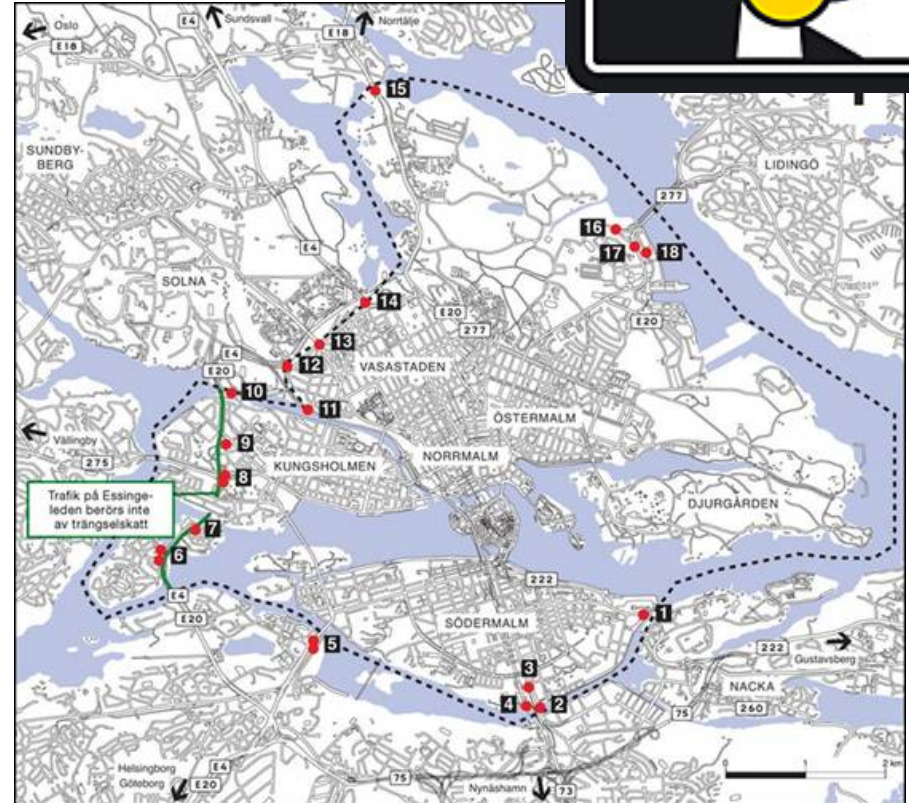 Oslo
E4
Sundsvall
Norrtälje
E18
E18
15
SUNDBY-
BERG
LIDINGÖ
277
16
17
18
E4
SOLNA
14
E20
277
E20
13
E4
12
VASASTADEN
E20
10
11
ÖSTERMALM
Vällingby
9
275
KUNGSHOLMEN
NORRMALM
8
Trafik på Essinge-
leden berörs inte
av trängselskatt
DJURGÅRDEN
7
6
222
E4
E20
1
SÖDERMALM
5
222
Gustavsberg
3
NACKA
4
2
75
260
Helsingborg
Göteborg
E4
E20
75
Nynäshamn
73
0
1
2 km